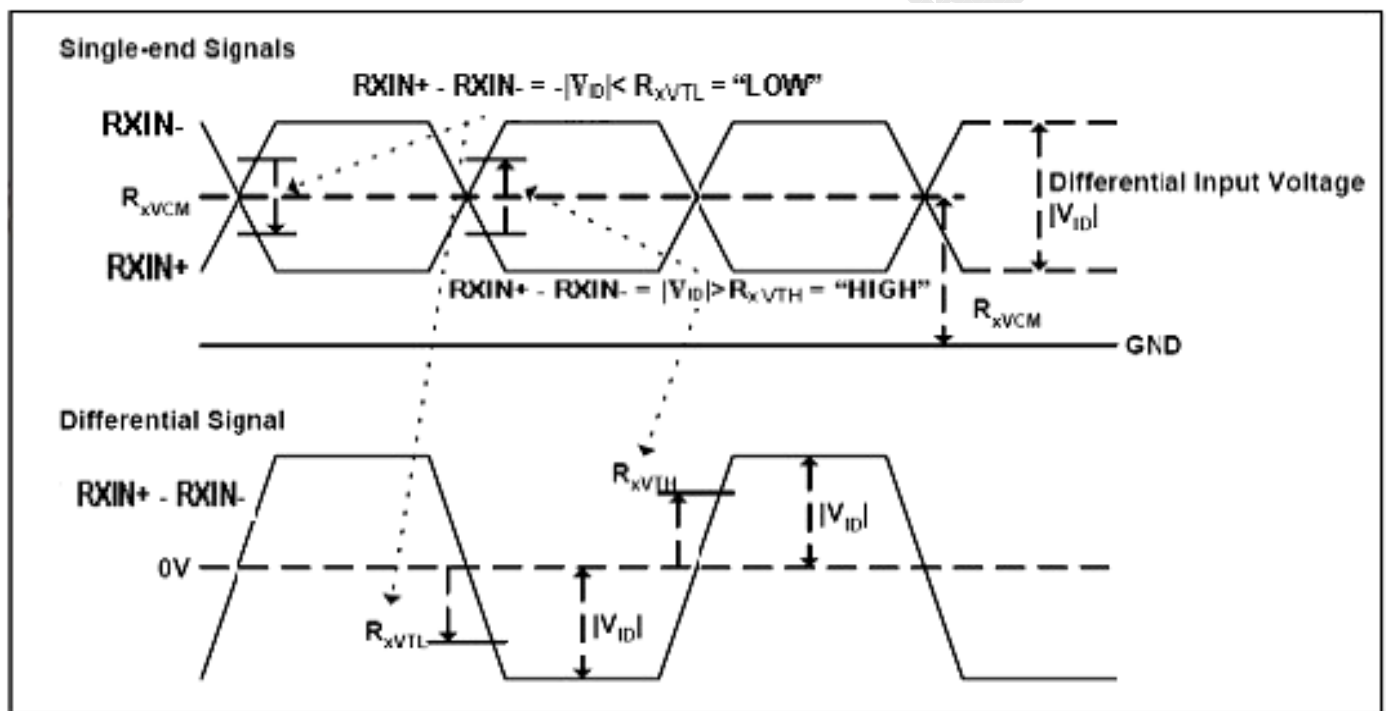 Single-end Signals
RXIN+ - RXIN- = -|VID|< RxVTL = “LOW”
RXIN-
RxVCM
Differential Input Voltage
|VID|
RXIN+
RXIN+ - RXIN- = |VID|> RxVTH = “HIGH”
RxVCM
GND
Differential Signal
RxVTH
RXIN+ - RXIN-
|VID|
0V
RxVTL
|VID|